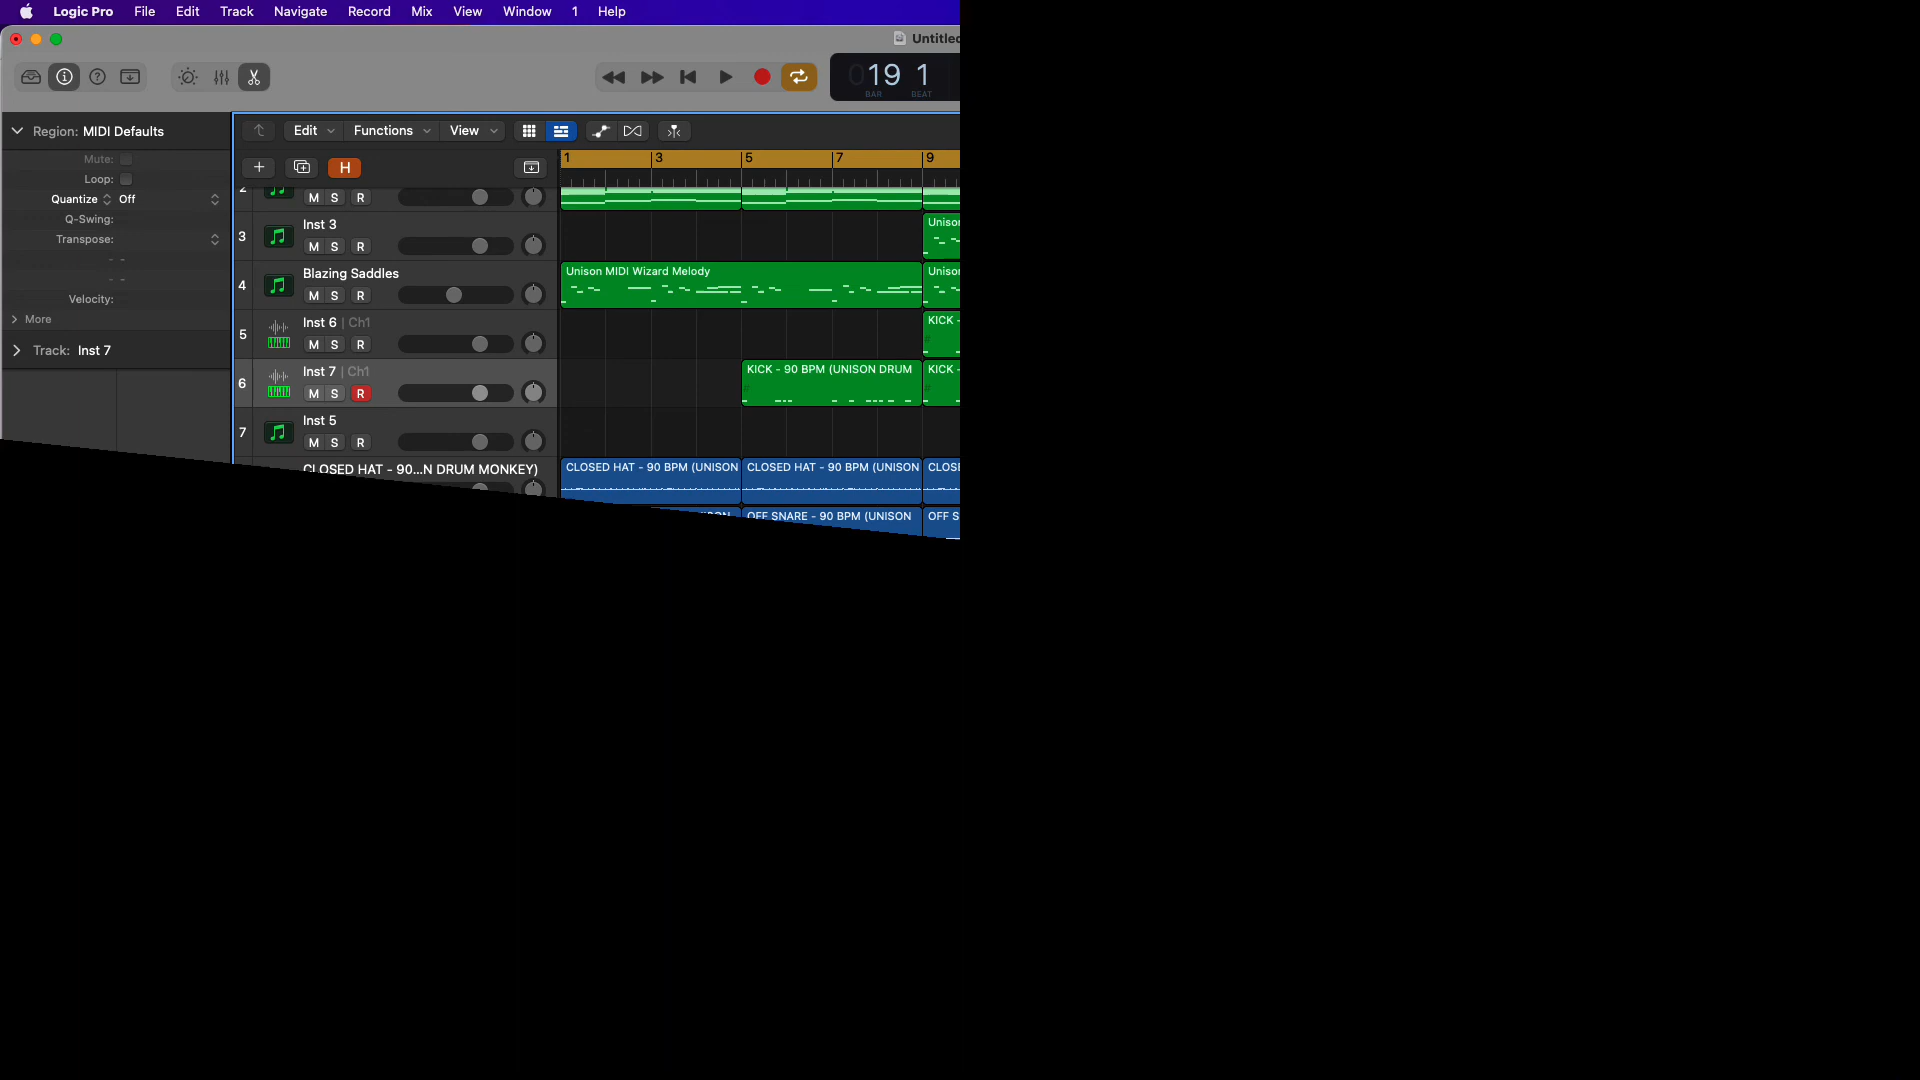 Logic Pro File Edit Track Navigate Record Mix View Window 1 Help
Untitled
19 1
BAR BEAT
Region: MIDI Defaults
Edit Functions View
Mute:
Loop:
Quantize Off
Q-Swing:
Transpose:
Velocity:
More
Track: Inst 7
H
1 3 5 7 9
2
M S R
3 Inst 3
M S R
Unison
4 Blazing Saddles
M S R
Unison MIDI Wizard Melody
Unison
5 Inst 6 | Ch1
M S R
KICK -
6 Inst 7 | Ch1
M S R
KICK - 90 BPM (UNISON DRUM
KICK -
7 Inst 5
M S R
CLOSED HAT - 90...N DRUM MONKEY)
CLOSED HAT - 90 BPM (UNISON
CLOSED HAT - 90 BPM (UNISON
CLOSE
OFF SNARE - 90 BPM (UNISON
OFF S